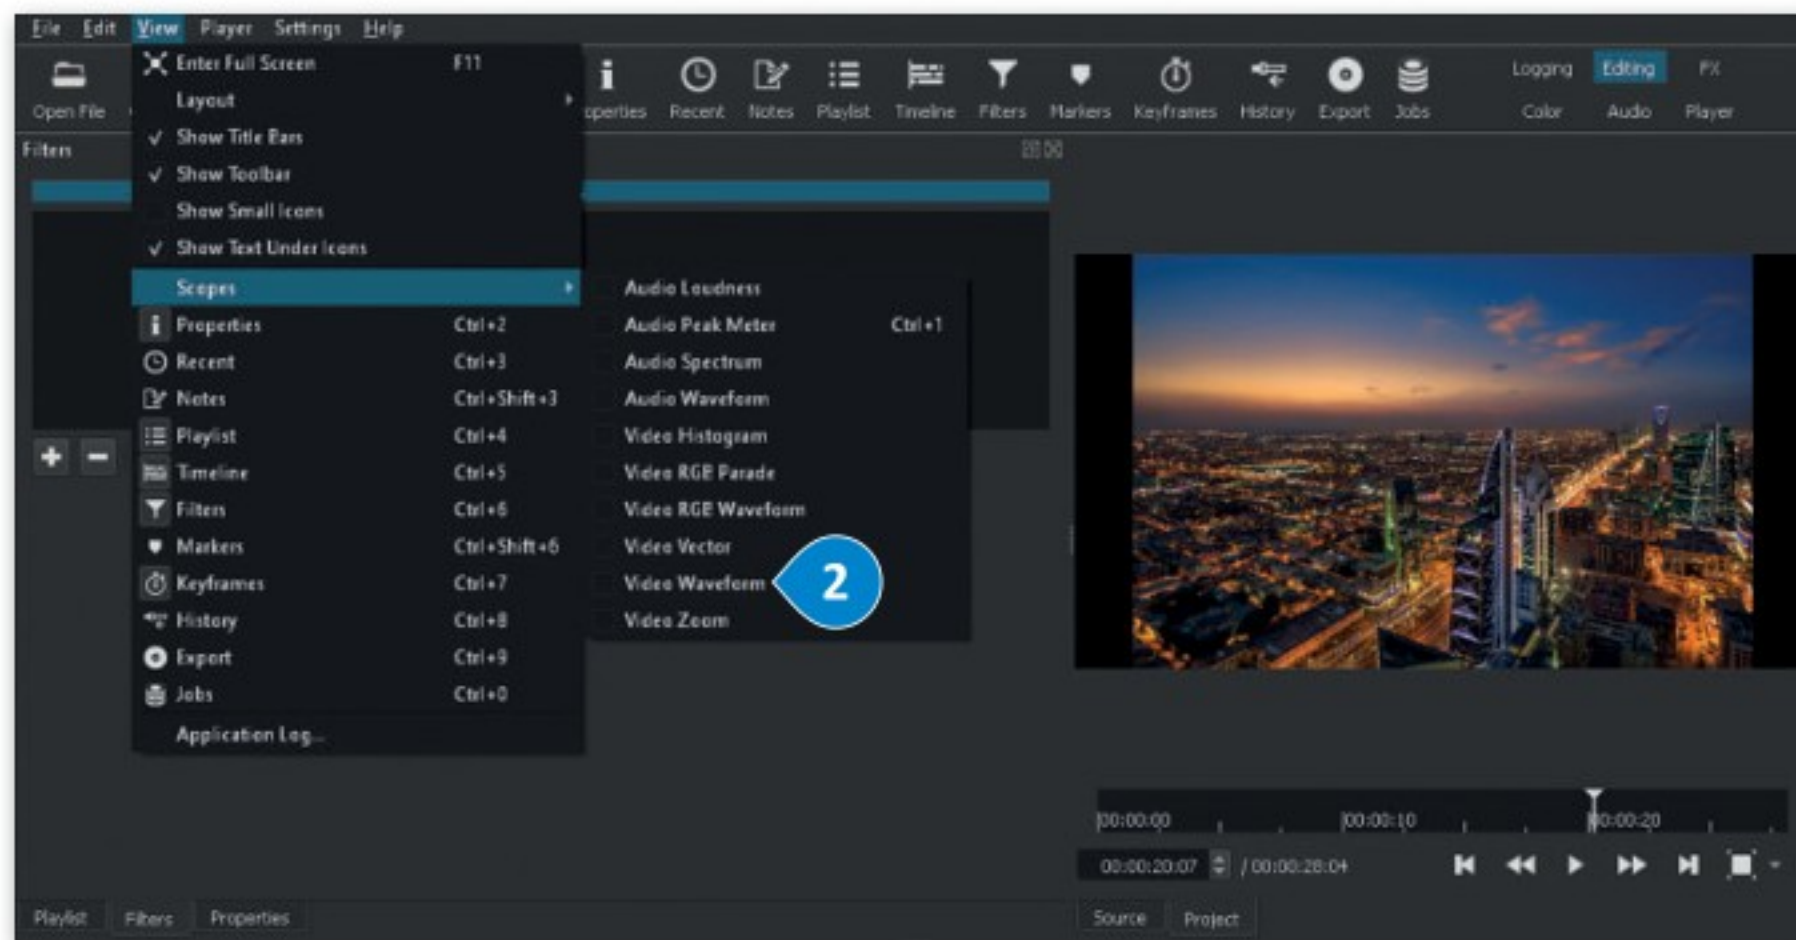 File Edit View Player Settings Help
Open File
Properties Recent Notes Playlist Timeline Filters Markers Keyframes History Export Jobs
Logging Editing FX
Color Audio Player
Filters
Enter Full Screen F11
Layout
Show Title Bars
Show Toolbar
Show Small Icons
Show Text Under Icons
Scopes
Properties Ctrl+2
Recent Ctrl+3
Notes Ctrl+Shift+3
Playlist Ctrl+4
Timeline Ctrl+5
Filters Ctrl+6
Markers Ctrl+Shift+6
Keyframes Ctrl+7
History Ctrl+8
Export Ctrl+9
Jobs Ctrl+0
Application Log...
Audio Loudness
Audio Peak Meter Ctrl+1
Audio Spectrum
Audio Waveform
Video Histogram
Video RGB Parade
Video RGB Waveform
Video Vector
Video Waveform 2
Video Zoom
00:00:00 00:00:10 00:00:20
00:00:20:07 / 00:00:28:04
Playlist Filters Properties
Source Project